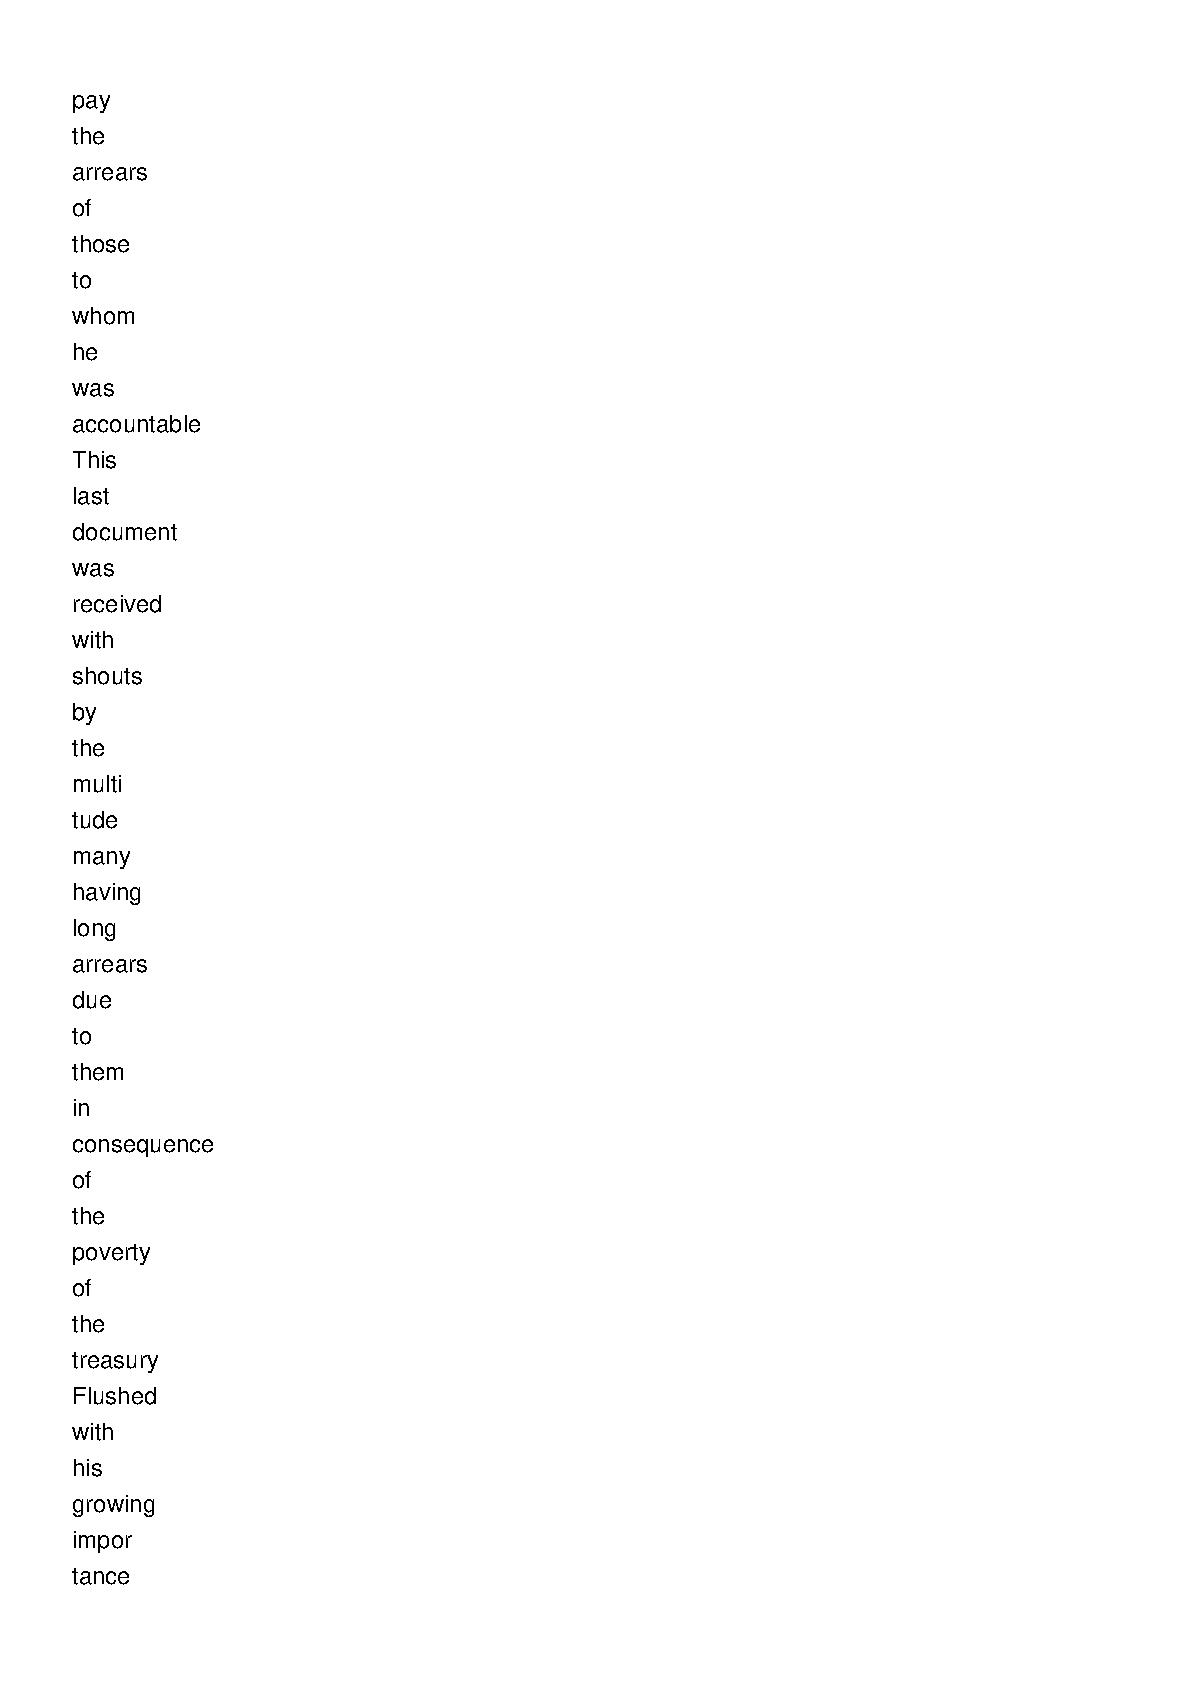 pay
the
arrears
of
those
to
whom
he
was
accountable
This
last
document
was
received
with
shouts
by
the
multi
tude
many
having
long
arrears
due
to
them
in
consequence
of
the
poverty
of
the
treasury
Flushed
with
his
growing
impor
tance